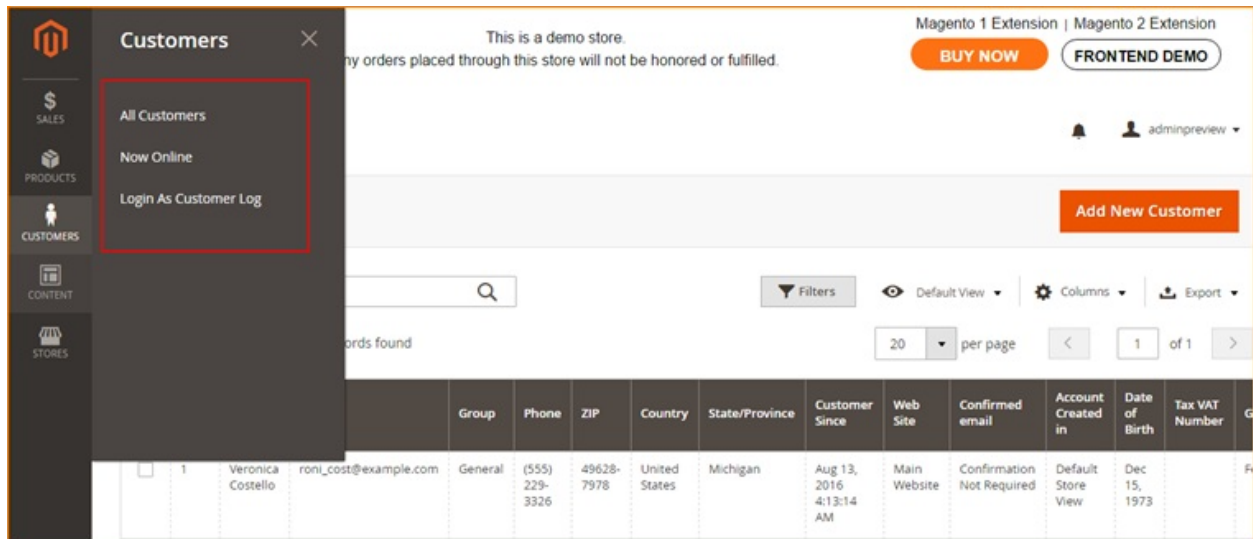 Customers
This is a demo store.
ny orders placed through this store will not be honored or fulfilled.
Magento 1 Extension | Magento 2 Extension
BUY NOW
FRONTEND DEMO
SALES
PRODUCTS
CUSTOMERS
CONTENT
STORES
All Customers
Now Online
Login As Customer Log
adminpreview
Add New Customer
Filters
Default View
Columns
Export
ords found
20
per page
1
of 1
Group
Phone
ZIP
Country
State/Province
Customer
Since
Web
Site
Confirmed
email
Account
Created
in
Date
of
Birth
Tax VAT
Number
G
1
Veronica
Costello
roni_cost@example.com
General
(555)
229-
3326
49628-
7978
United
States
Michigan
Aug 13,
2016
4:13:14
AM
Main
Website
Confirmation
Not Required
Default
Store
View
Dec
15,
1973
Fe